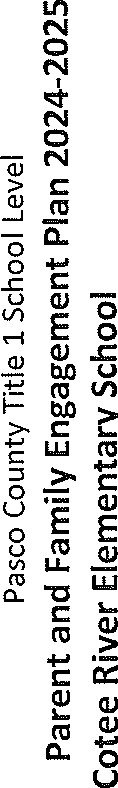 Pasco County Title 1 School Level
Parent and Family Engagement Plan 2024-2025
Cotee River Elementary School